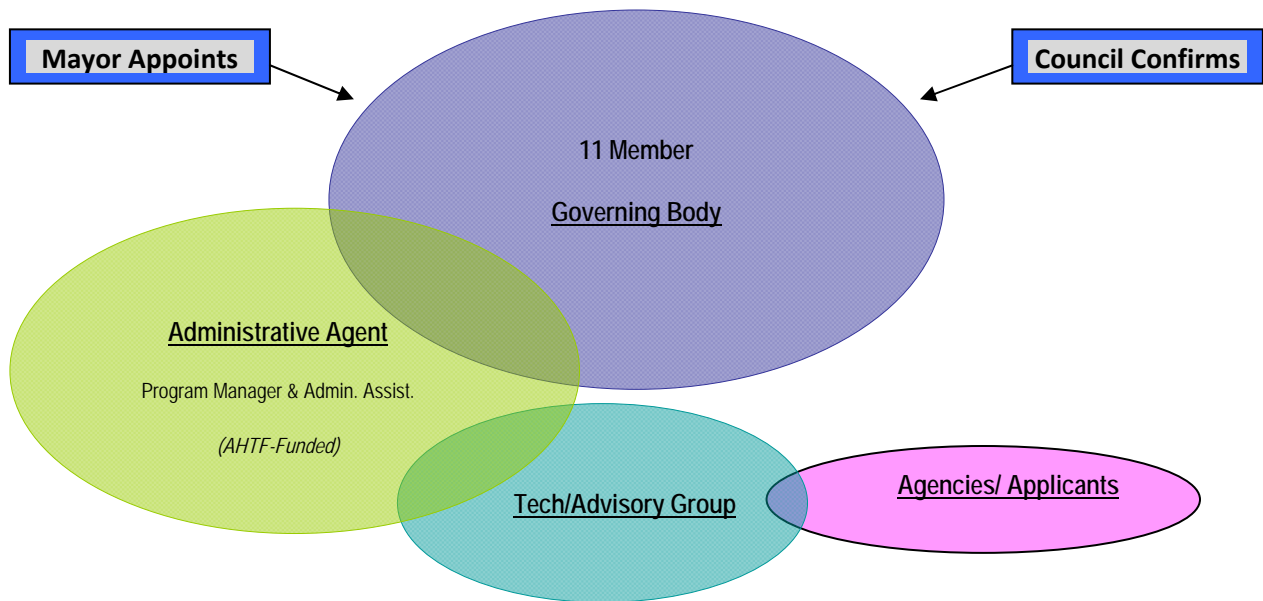 Mayor Appoints
Council Confirms
11 Member
Governing Body
Administrative Agent
Program Manager & Admin. Assist.
(AHTF-Funded)
Tech/Advisory Group
Agencies/ Applicants